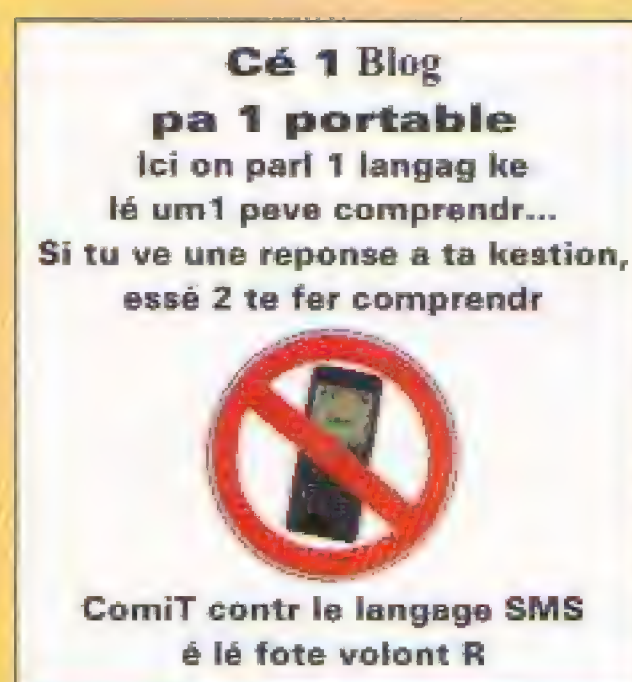 Cé 1 Blog
pa 1 portable
Ici on parl 1 langag ke
lé um1 peve comprendr...
Si tu ve une reponse a ta kestion,
essé 2 te fer comprendr
ComiT contr le langage SMS
é lé fote volont R